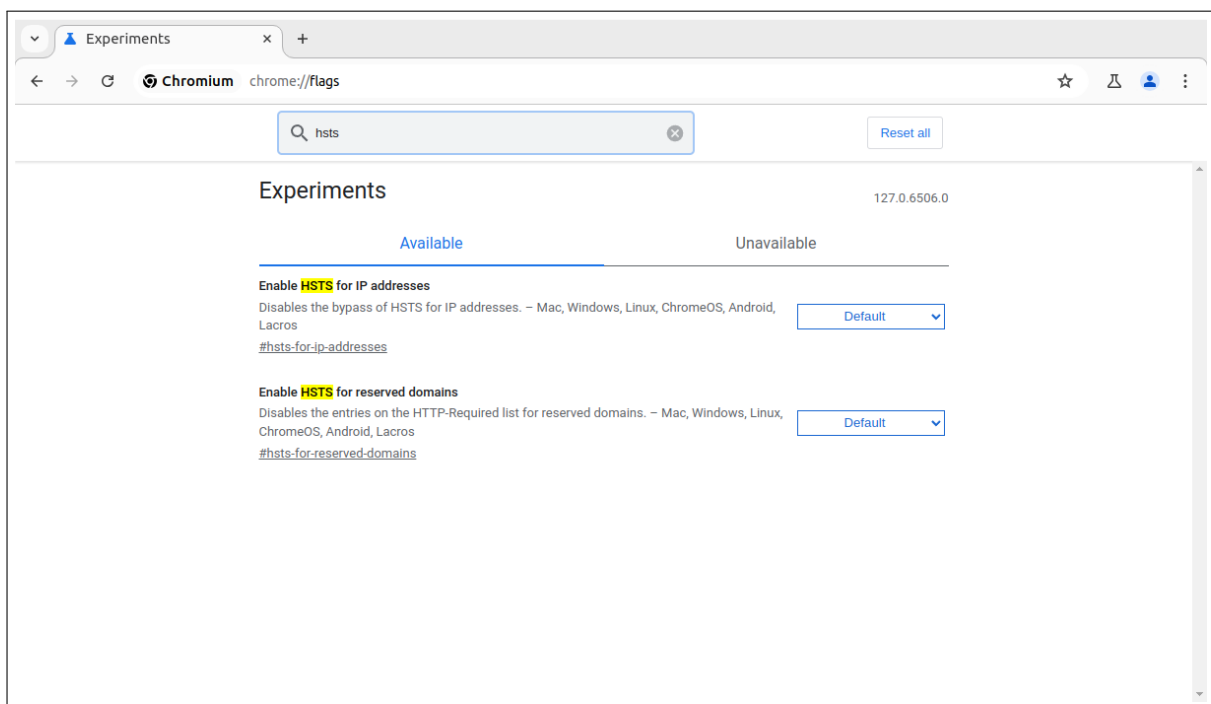 Experiments
Chromium chrome://flags
hsts
Reset all
Experiments
127.0.6506.0
Available
Unavailable
Enable HSTS for IP addresses
Disables the bypass of HSTS for IP addresses. – Mac, Windows, Linux, ChromeOS, Android,
Lacros
Default
#hsts-for-ip-addresses
Enable HSTS for reserved domains
Disables the entries on the HTTP-Required list for reserved domains. – Mac, Windows, Linux,
ChromeOS, Android, Lacros
Default
#hsts-for-reserved-domains